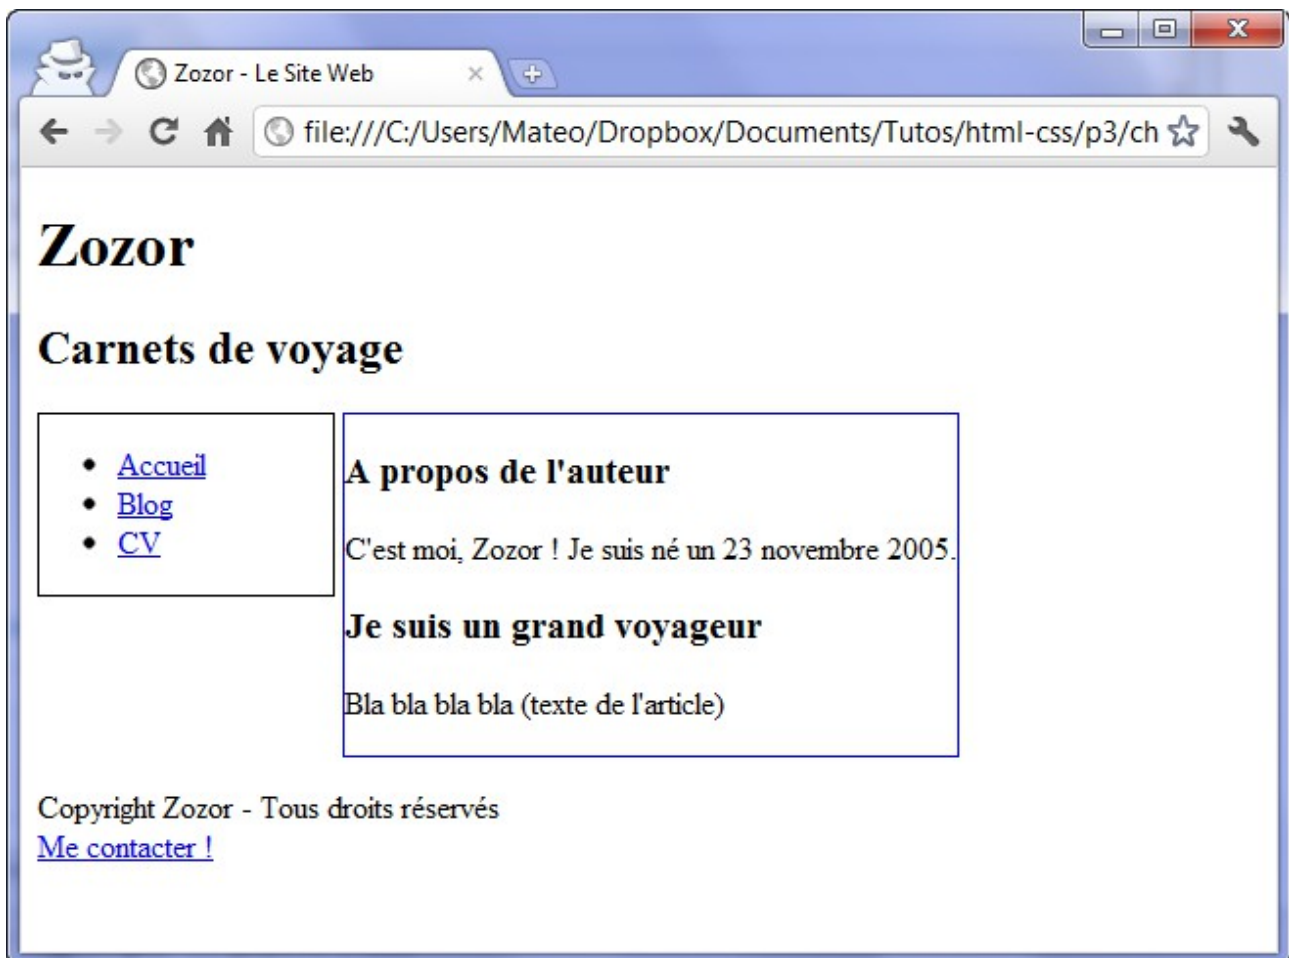 Zozor - Le Site Web
file:///C:/Users/Mateo/Dropbox/Documents/Tutos/html-css/p3/ch
Zozor
Carnets de voyage
Accueil
Blog
CV
A propos de l'auteur
C'est moi, Zozor ! Je suis né un 23 novembre 2005.
Je suis un grand voyageur
Bla bla bla bla (texte de l'article)
Copyright Zozor - Tous droits réservés
Me contacter !